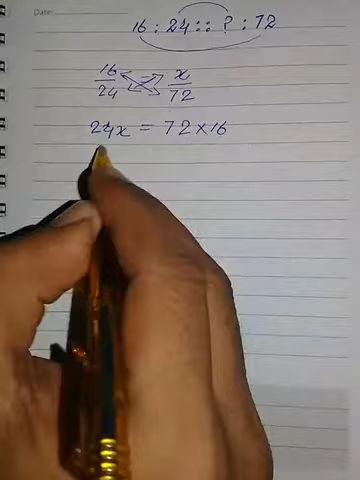 Date:
16 : 24 :: ? : 72
16/24 x/72
24x = 72 × 16